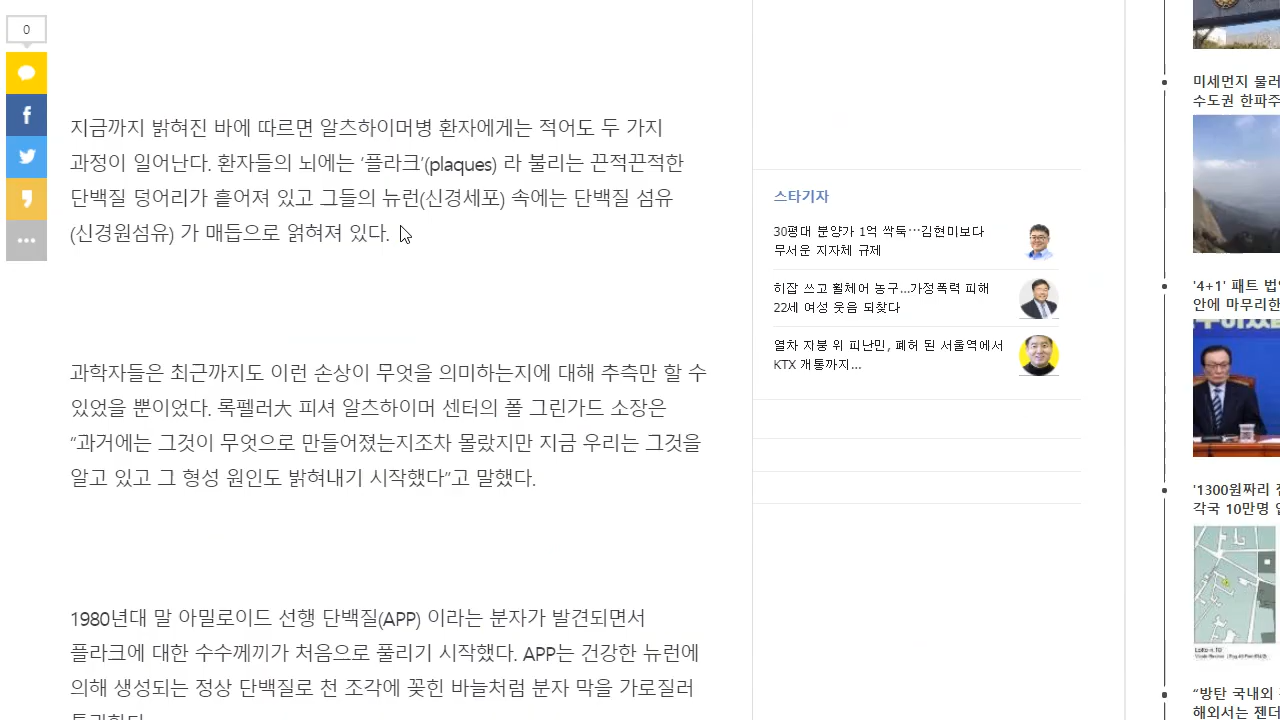 0
지금까지 밝혀진 바에 따르면 알츠하이머병 환자에게는 적어도 두 가지
과정이 일어난다. 환자들의 뇌에는 ‘플라크’(plaques) 라 불리는 끈적끈적한
단백질 덩어리가 흩어져 있고 그들의 뉴런(신경세포) 속에는 단백질 섬유
(신경원섬유) 가 매듭으로 얽혀져 있다.
과학자들은 최근까지도 이런 손상이 무엇을 의미하는지에 대해 추측만 할 수
있었을 뿐이었다. 록펠러大 피셔 알츠하이머 센터의 폴 그린가드 소장은
“과거에는 그것이 무엇으로 만들어졌는지조차 몰랐지만 지금 우리는 그것을
알고 있고 그 형성 원인도 밝혀내기 시작했다”고 말했다.
1980년대 말 아밀로이드 선행 단백질(APP) 이라는 분자가 발견되면서
플라크에 대한 수수께끼가 처음으로 풀리기 시작했다. APP는 건강한 뉴런에
의해 생성되는 정상 단백질로 천 조각에 꽂힌 바늘처럼 분자 막을 가로질러
스타기자
30평대 분양가 1억 싹둑…김현미보다
무서운 지자체 규제
히잡 쓰고 휠체어 농구...가정폭력 피해
22세 여성 웃음 되찾다
열차 지붕 위 피난민, 폐허 된 서울역에서
KTX 개통까지...
미세먼지 물러
수도권 한파주
'4+1' 패트 법
안에 마무리한
'1300원짜리
각국 10만명
“방탄 국내외
해외서는 젠더